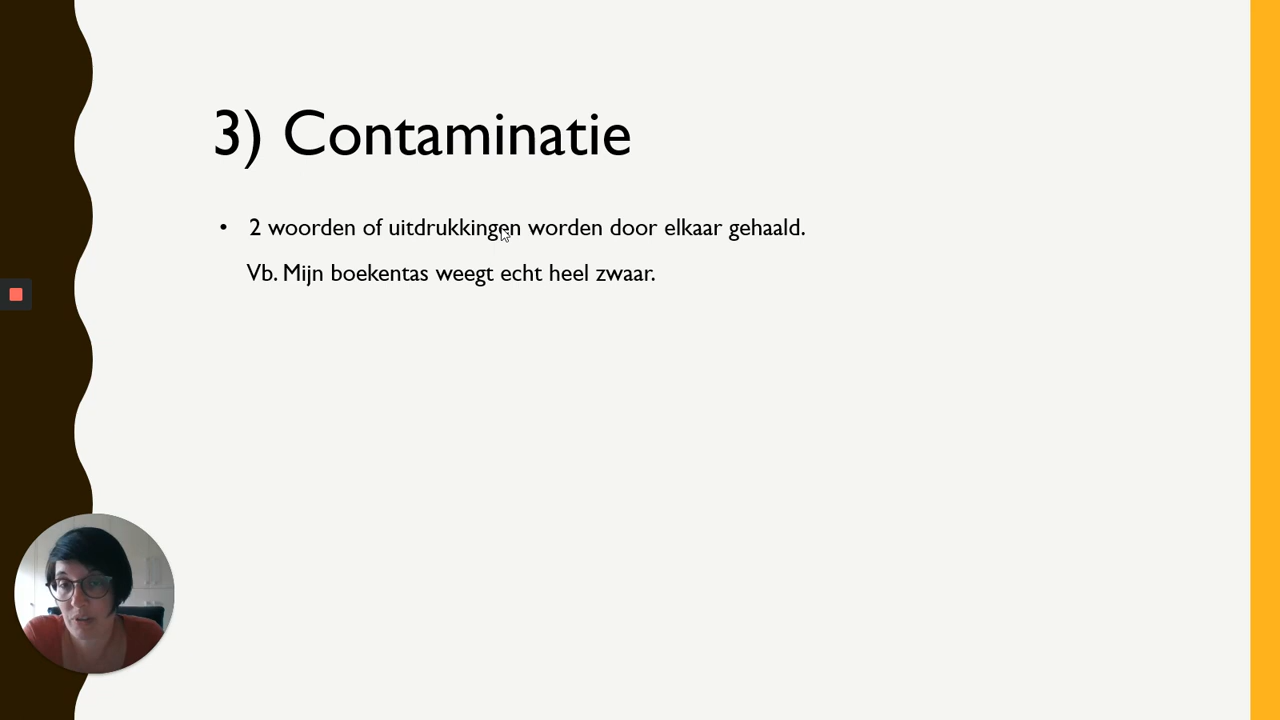 3) Contaminatie
• 2 woorden of uitdrukkingen worden door elkaar gehaald.
Vb. Mijn boekentas weegt echt heel zwaar.